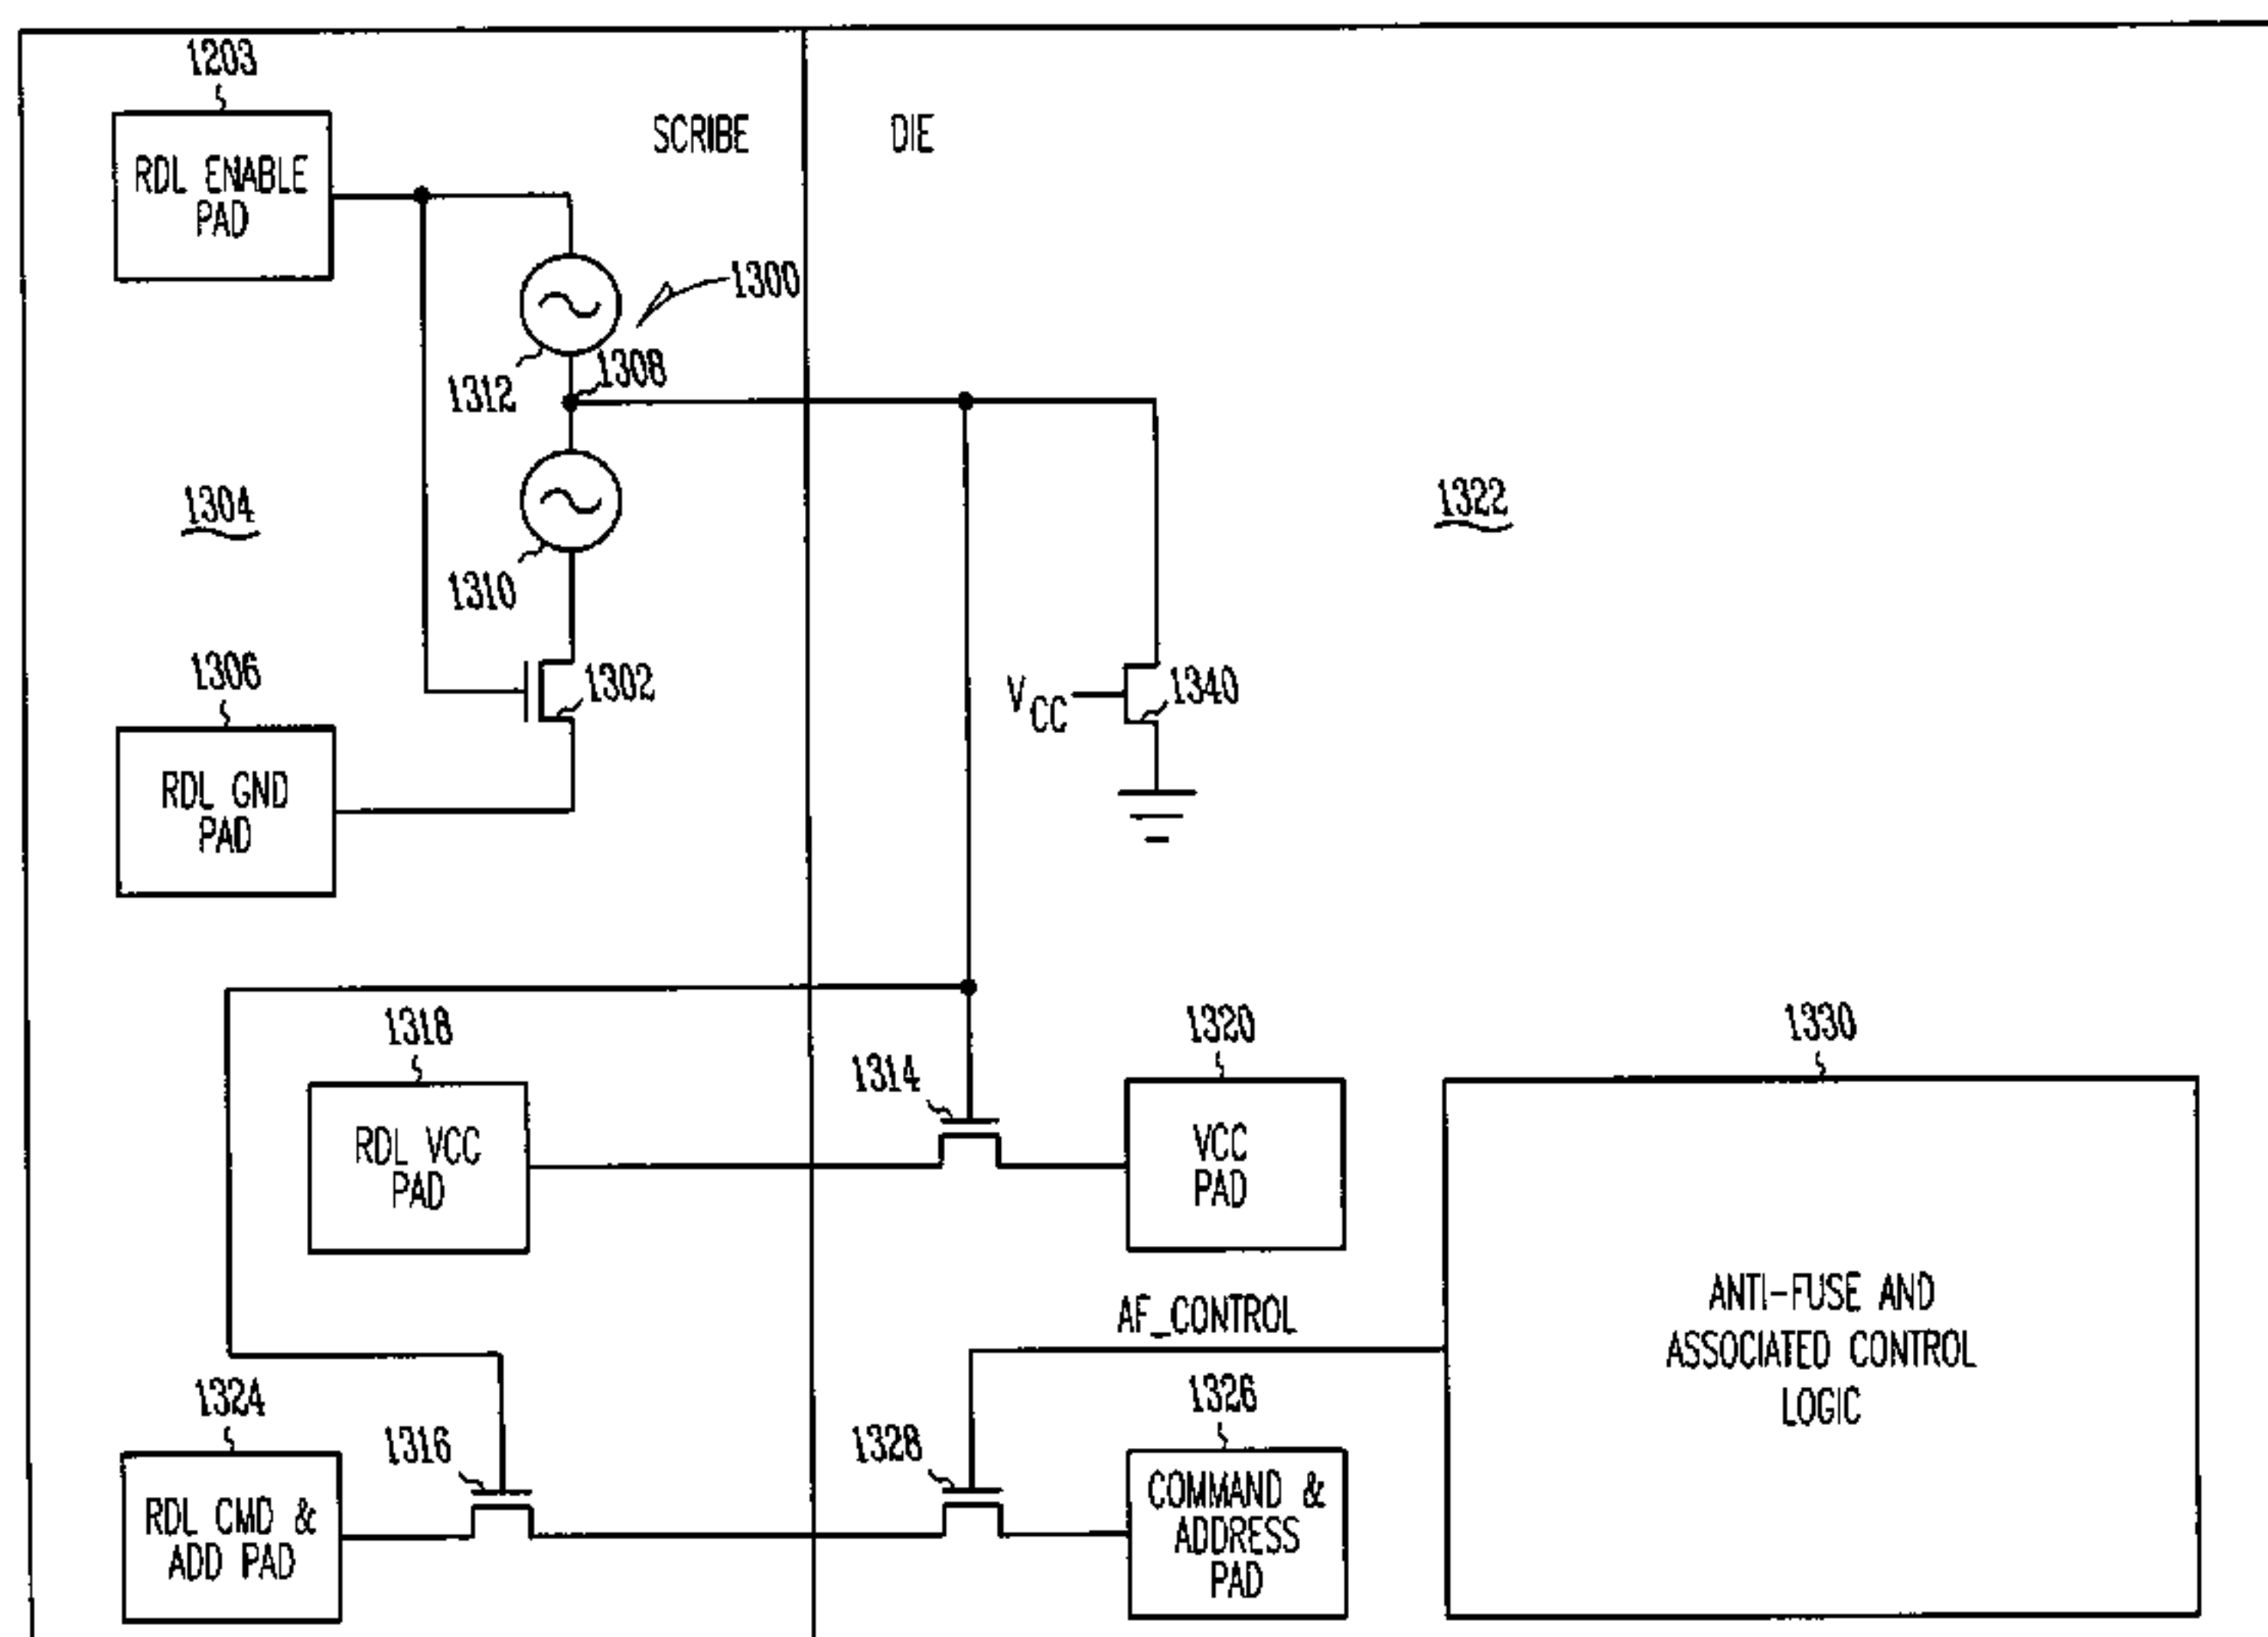 1203
RDL ENABLE
PAD
SCRIBE
DIE
1300
1312
1308
1304
1310
1322
1306
1302
RDL GND
PAD
VCC
1340
1318
RDL VCC
PAD
1314
1320
VCC
PAD
1330
ANTI-FUSE AND
ASSOCIATED CONTROL
LOGIC
AF_CONTROL
1324
RDL CMD &
ADD PAD
1316
1328
1326
COMMAND &
ADDRESS
PAD